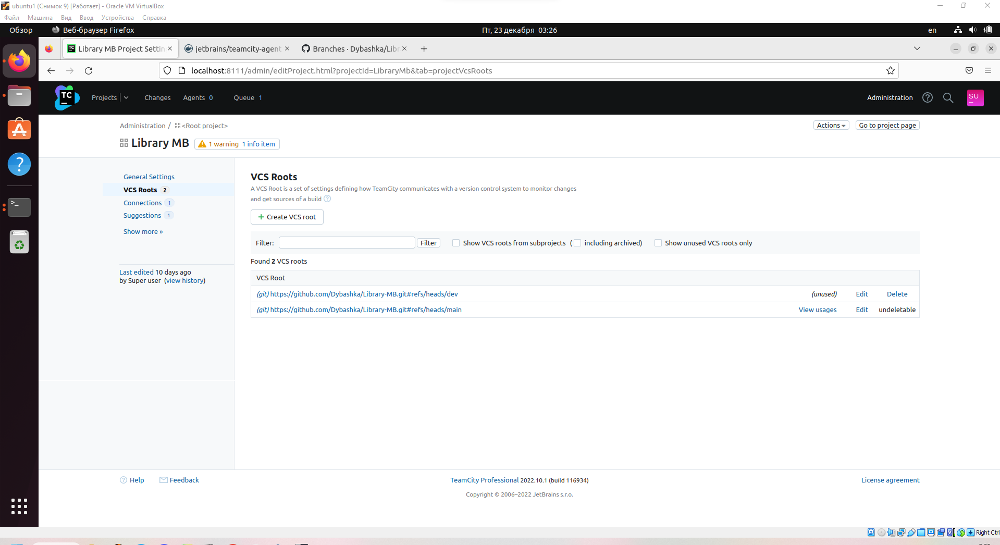 ubuntu1 (Снимок 9) [Работает] - Oracle VM VirtualBox
Файл Машина Вид Ввод Устройства Справка
Обзор Веб-браузер Firefox Пт, 23 декабря 03:26 en
Library MB Project Settin jetbrains/teamcity-agent Branches · Dybashka/Libr
localhost:8111/admin/editProject.html?projectId=LibraryMb&tab=projectVcsRoots
TC Projects Changes Agents 0 Queue 1 Administration SU
Administration / <Root project> Actions Go to project page
Library MB 1 warning 1 info item
General Settings
VCS Roots 2
Connections 1
Suggestions 1
Show more »
Last edited 10 days ago
by Super user (view history)
VCS Roots
A VCS Root is a set of settings defining how TeamCity communicates with a version control system to monitor changes
and get sources of a build
+ Create VCS root
Filter: Filter Show VCS roots from subprojects ( including archived) Show unused VCS roots only
Found 2 VCS roots
VCS Root
(git) https://github.com/Dybashka/Library-MB.git#refs/heads/dev (unused) Edit Delete
(git) https://github.com/Dybashka/Library-MB.git#refs/heads/main View usages Edit undeletable
Help Feedback TeamCity Professional 2022.10.1 (build 116934) License agreement
Copyright © 2006–2022 JetBrains s.r.o.
Right Ctrl